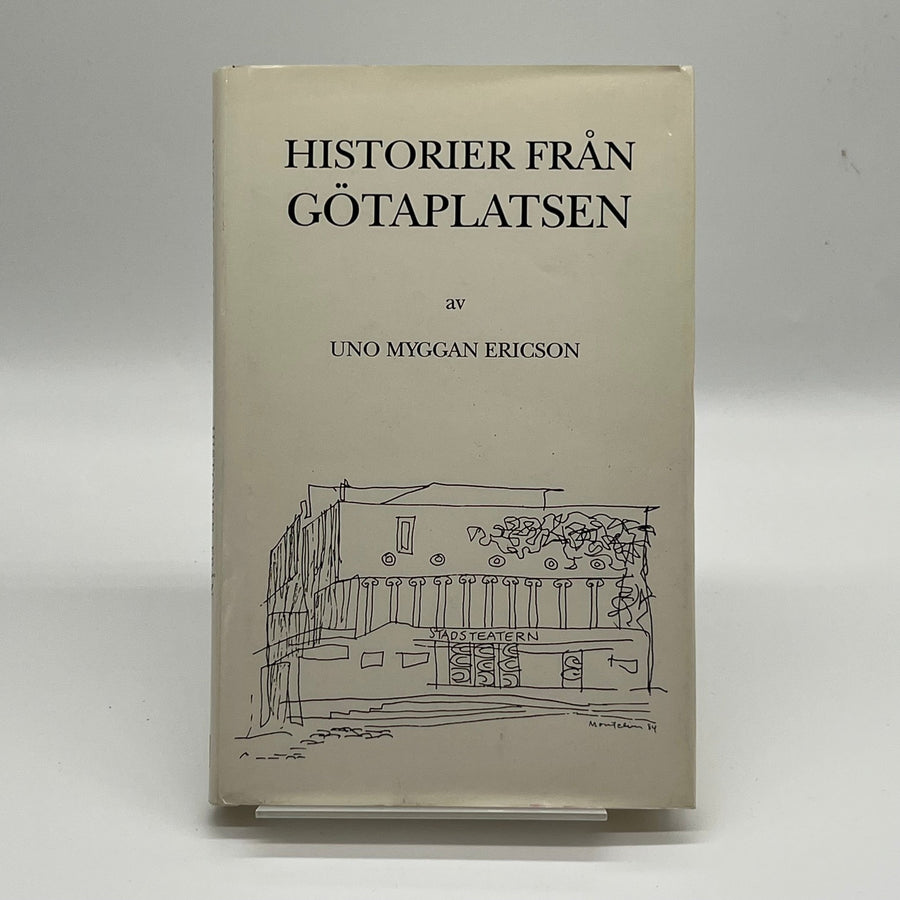 HISTORIER FRÅN
GÖTAPLATSEN
av
UNO MYGGAN ERICSON
STADSTEATERN